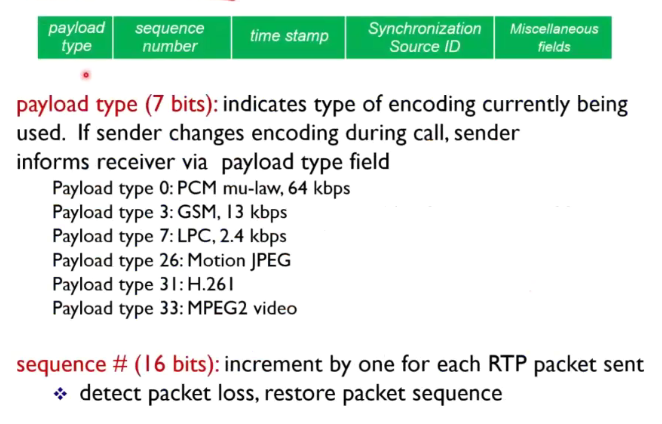 payload type
sequence number
time stamp
Synchronization Source ID
Miscellaneous fields
payload type (7 bits): indicates type of encoding currently being
used. If sender changes encoding during call, sender
informs receiver via payload type field
Payload type 0: PCM mu-law, 64 kbps
Payload type 3: GSM, 13 kbps
Payload type 7: LPC, 2.4 kbps
Payload type 26: Motion JPEG
Payload type 31: H.261
Payload type 33: MPEG2 video
sequence # (16 bits): increment by one for each RTP packet sent
❖ detect packet loss, restore packet sequence